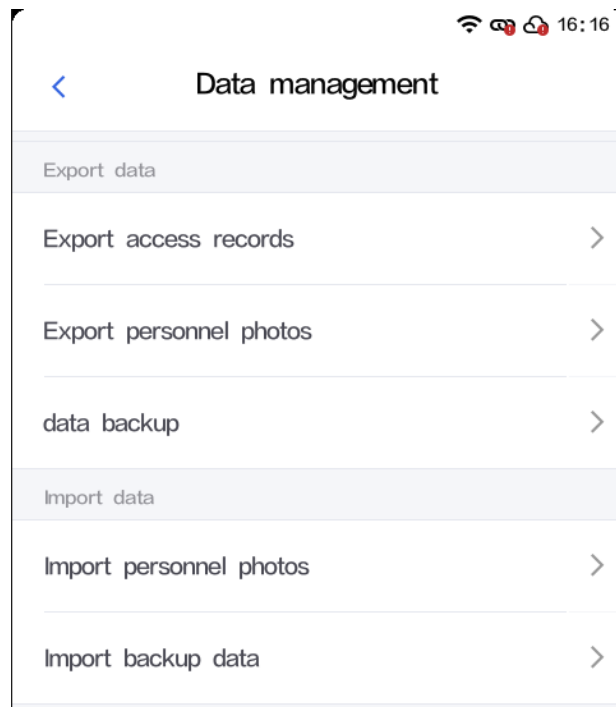 16:16
Data management
Export data
Export access records
Export personnel photos
data backup
Import data
Import personnel photos
Import backup data